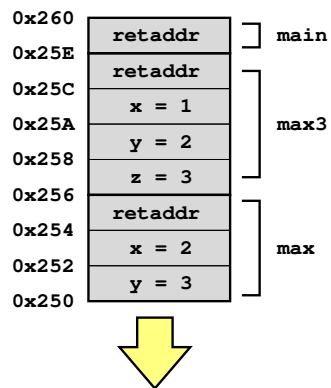 0x260
retaddr main
0x25E
retaddr
0x25C
x = 1
0x25A max3
y = 2
0x258
z = 3
0x256
retaddr
0x254
x = 2 max
0x252
y = 3
0x250